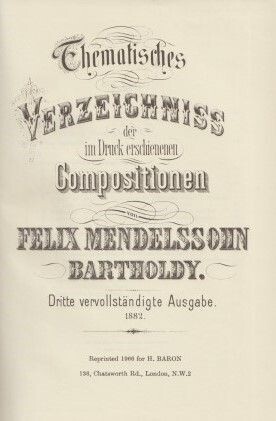 Thematisches
VERZEICHNISS
der
im Druck erschienenen
Compositionen
von
FELIX MENDELSSOHN
BARTHOLDY.
Dritte vervollständigte Ausgabe.
1882.
Reprinted 1966 for H. BARON
136, Chatsworth Rd., London, N.W.2